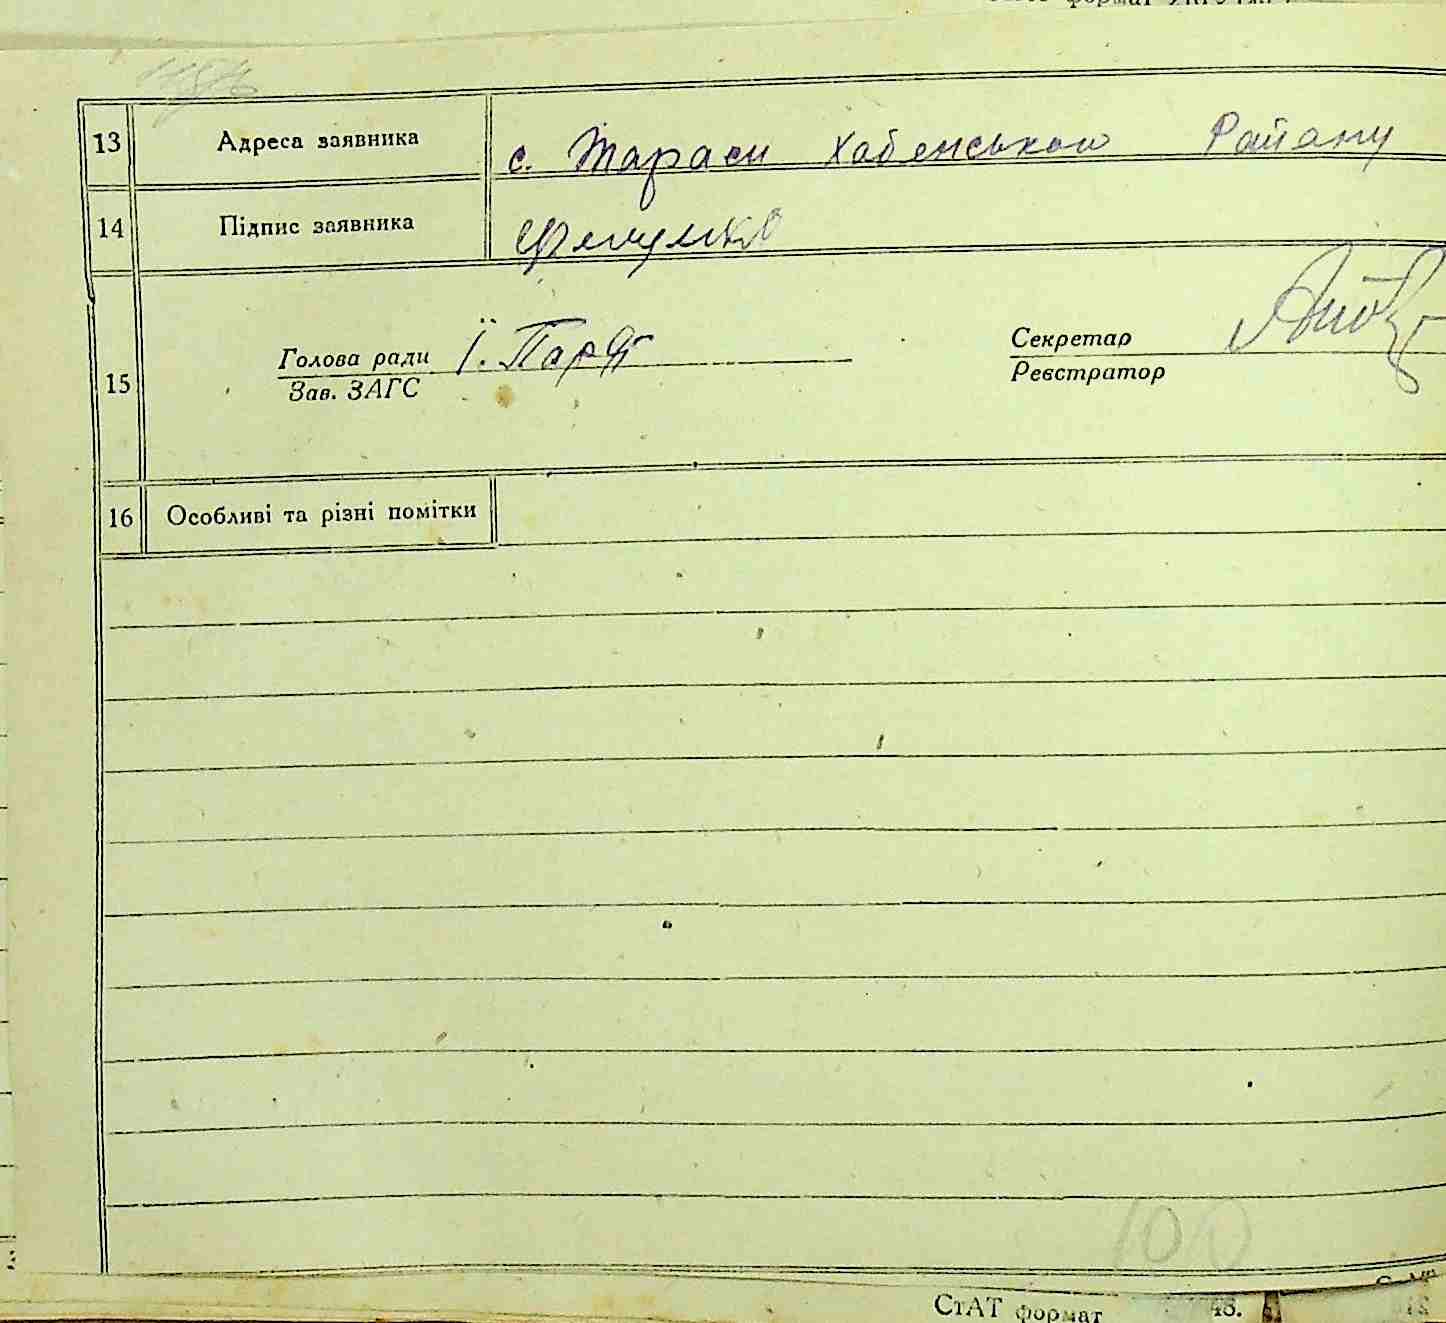 13 Адреса заявника с. Тараси Хабенського Району
14 Підпис заявника
15
Голова ради Секретар
Зав. ЗАГС Реєстратор
16 Особливі та різні помітки
100
СтАТ формат 48.